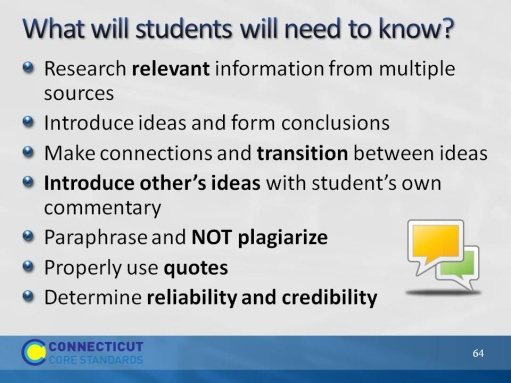 What will students will need to know?
Research relevant information from multiple
sources
Introduce ideas and form conclusions
Make connections and transition between ideas
Introduce other's ideas with student's own
commentary
Paraphrase and NOT plagiarize
Properly use quotes
Determine reliability and credibility
CONNECTICUT
CORE STANDARDS
64